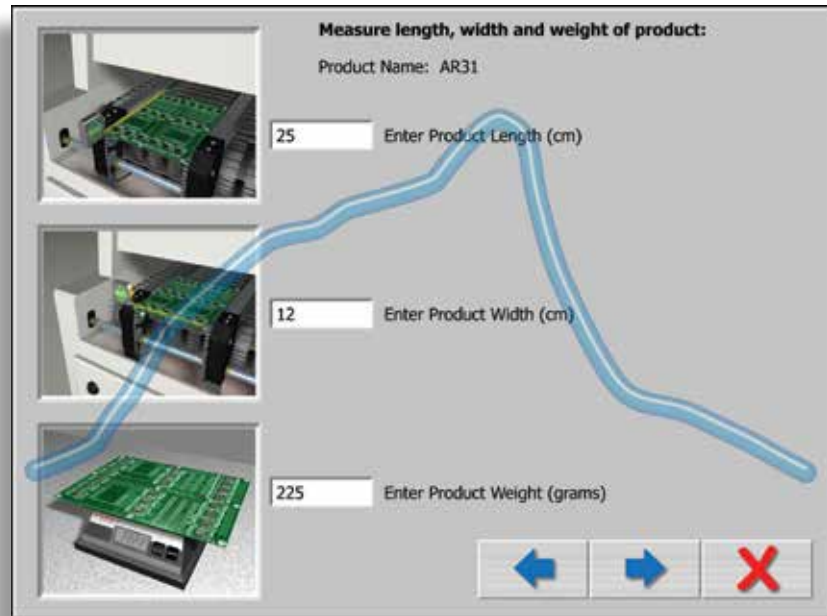 Measure length, width and weight of product:
Product Name: AR31
25 Enter Product Length (cm)
12 Enter Product Width (cm)
225 Enter Product Weight (grams)